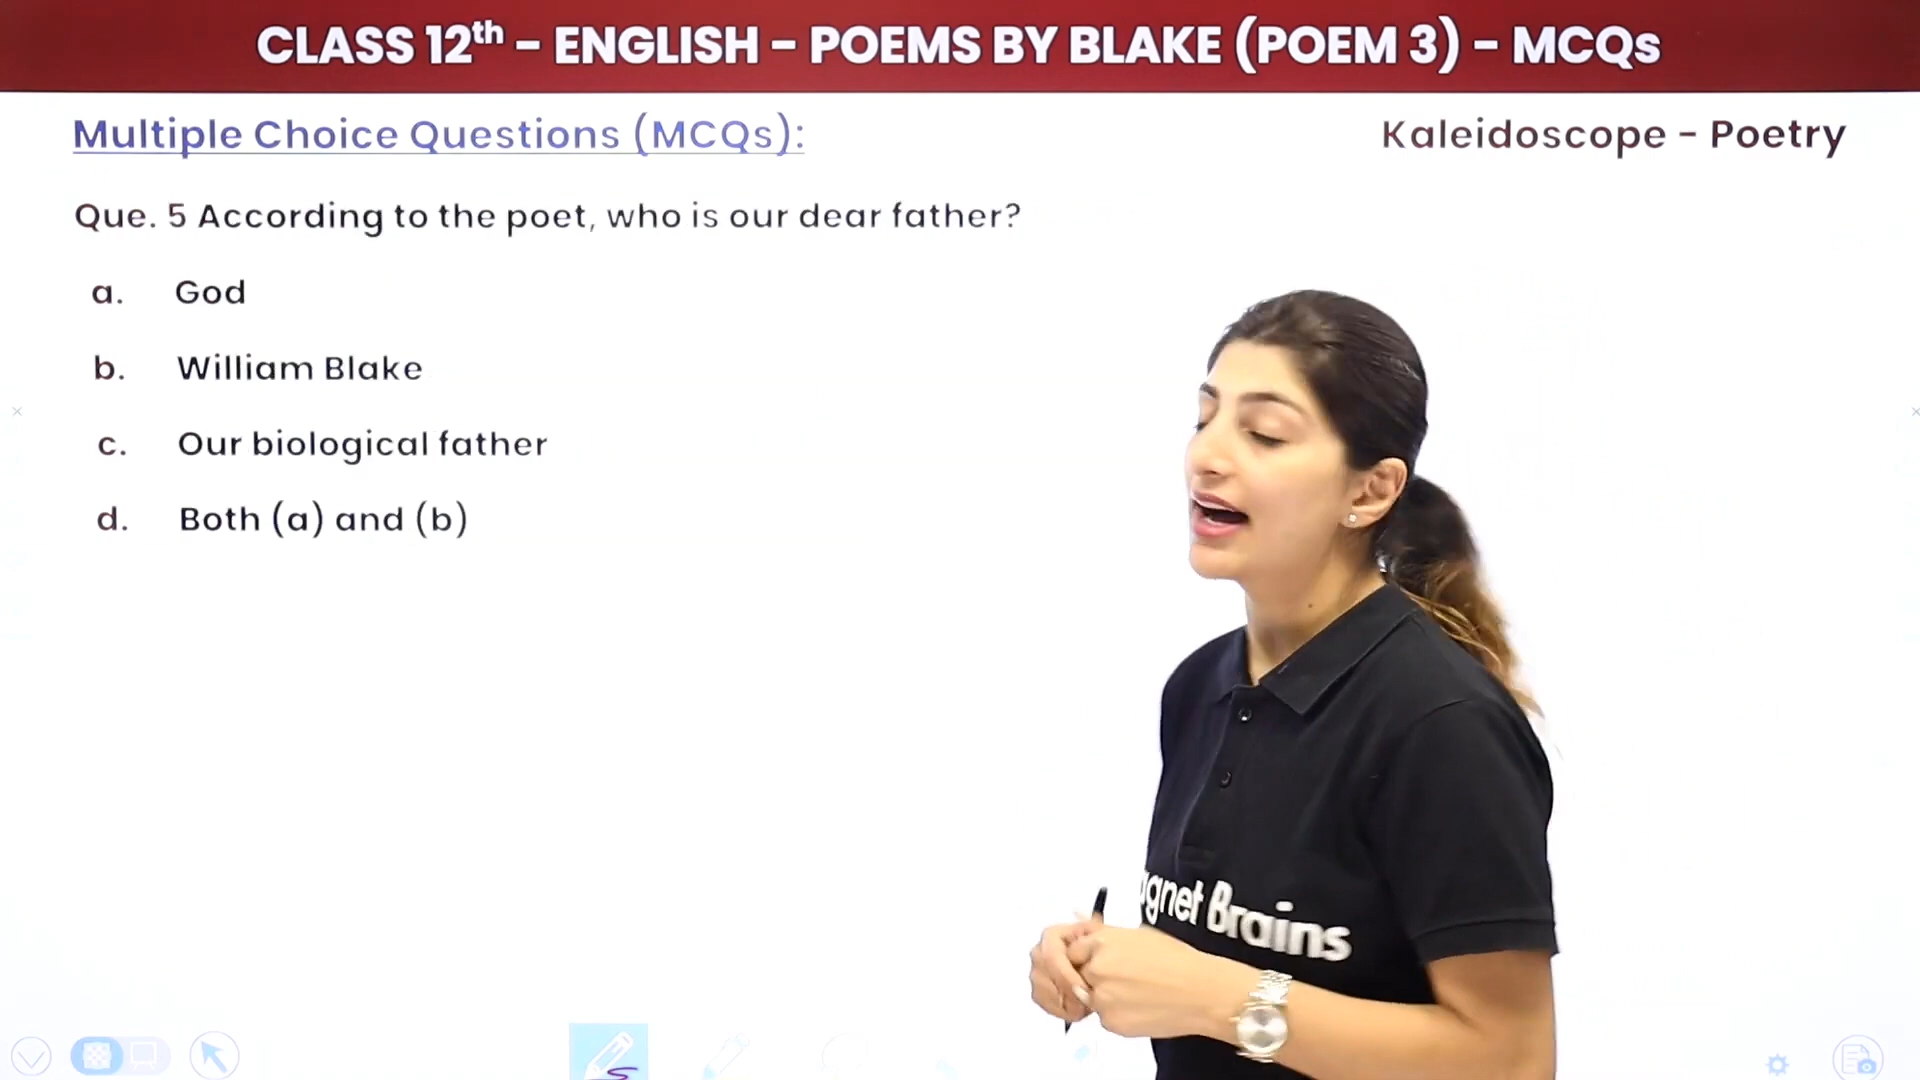 CLASS 12th – ENGLISH – POEMS BY BLAKE (POEM 3) – MCQs
Multiple Choice Questions (MCQs):
Kaleidoscope – Poetry
Que. 5 According to the poet, who is our dear father?
a. God
b. William Blake
c. Our biological father
d. Both (a) and (b)
Brains